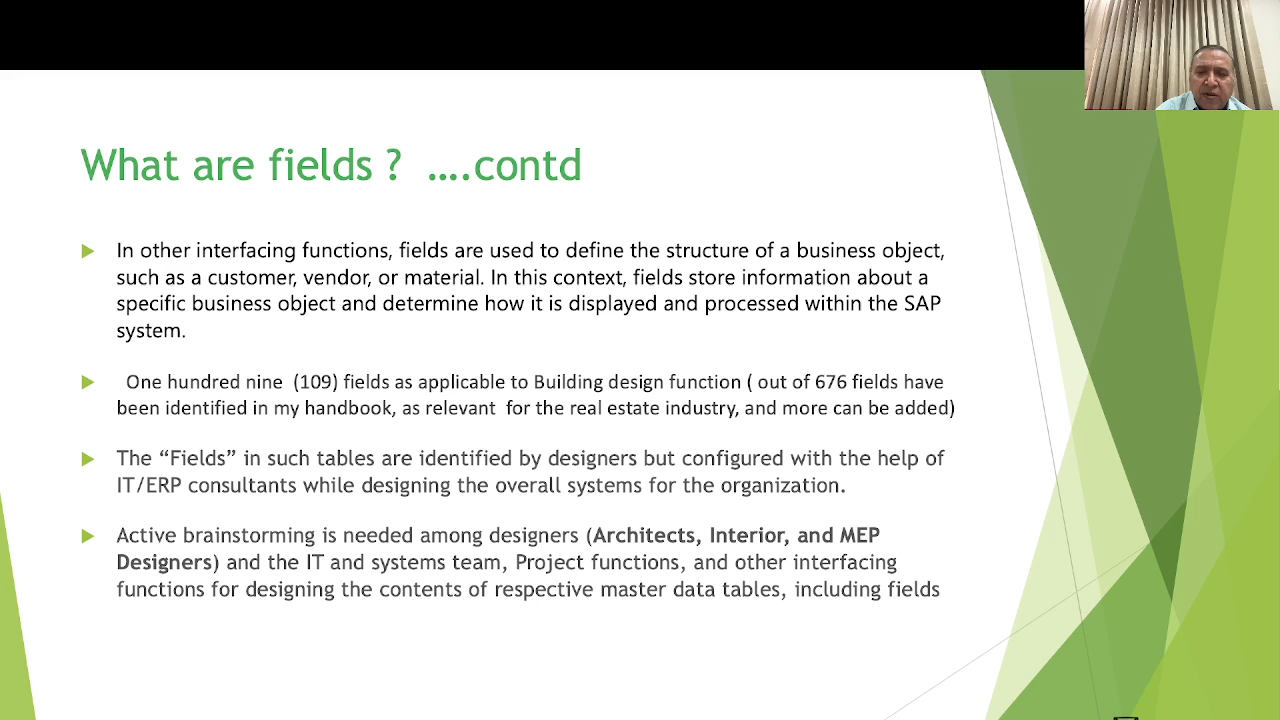 What are fields ? ....contd
In other interfacing functions, fields are used to define the structure of a business object,
such as a customer, vendor, or material. In this context, fields store information about a
specific business object and determine how it is displayed and processed within the SAP
system.
One hundred nine (109) fields as applicable to Building design function ( out of 676 fields have
been identified in my handbook, as relevant for the real estate industry, and more can be added)
The “Fields” in such tables are identified by designers but configured with the help of
IT/ERP consultants while designing the overall systems for the organization.
Active brainstorming is needed among designers (Architects, Interior, and MEP
Designers) and the IT and systems team, Project functions, and other interfacing
functions for designing the contents of respective master data tables, including fields